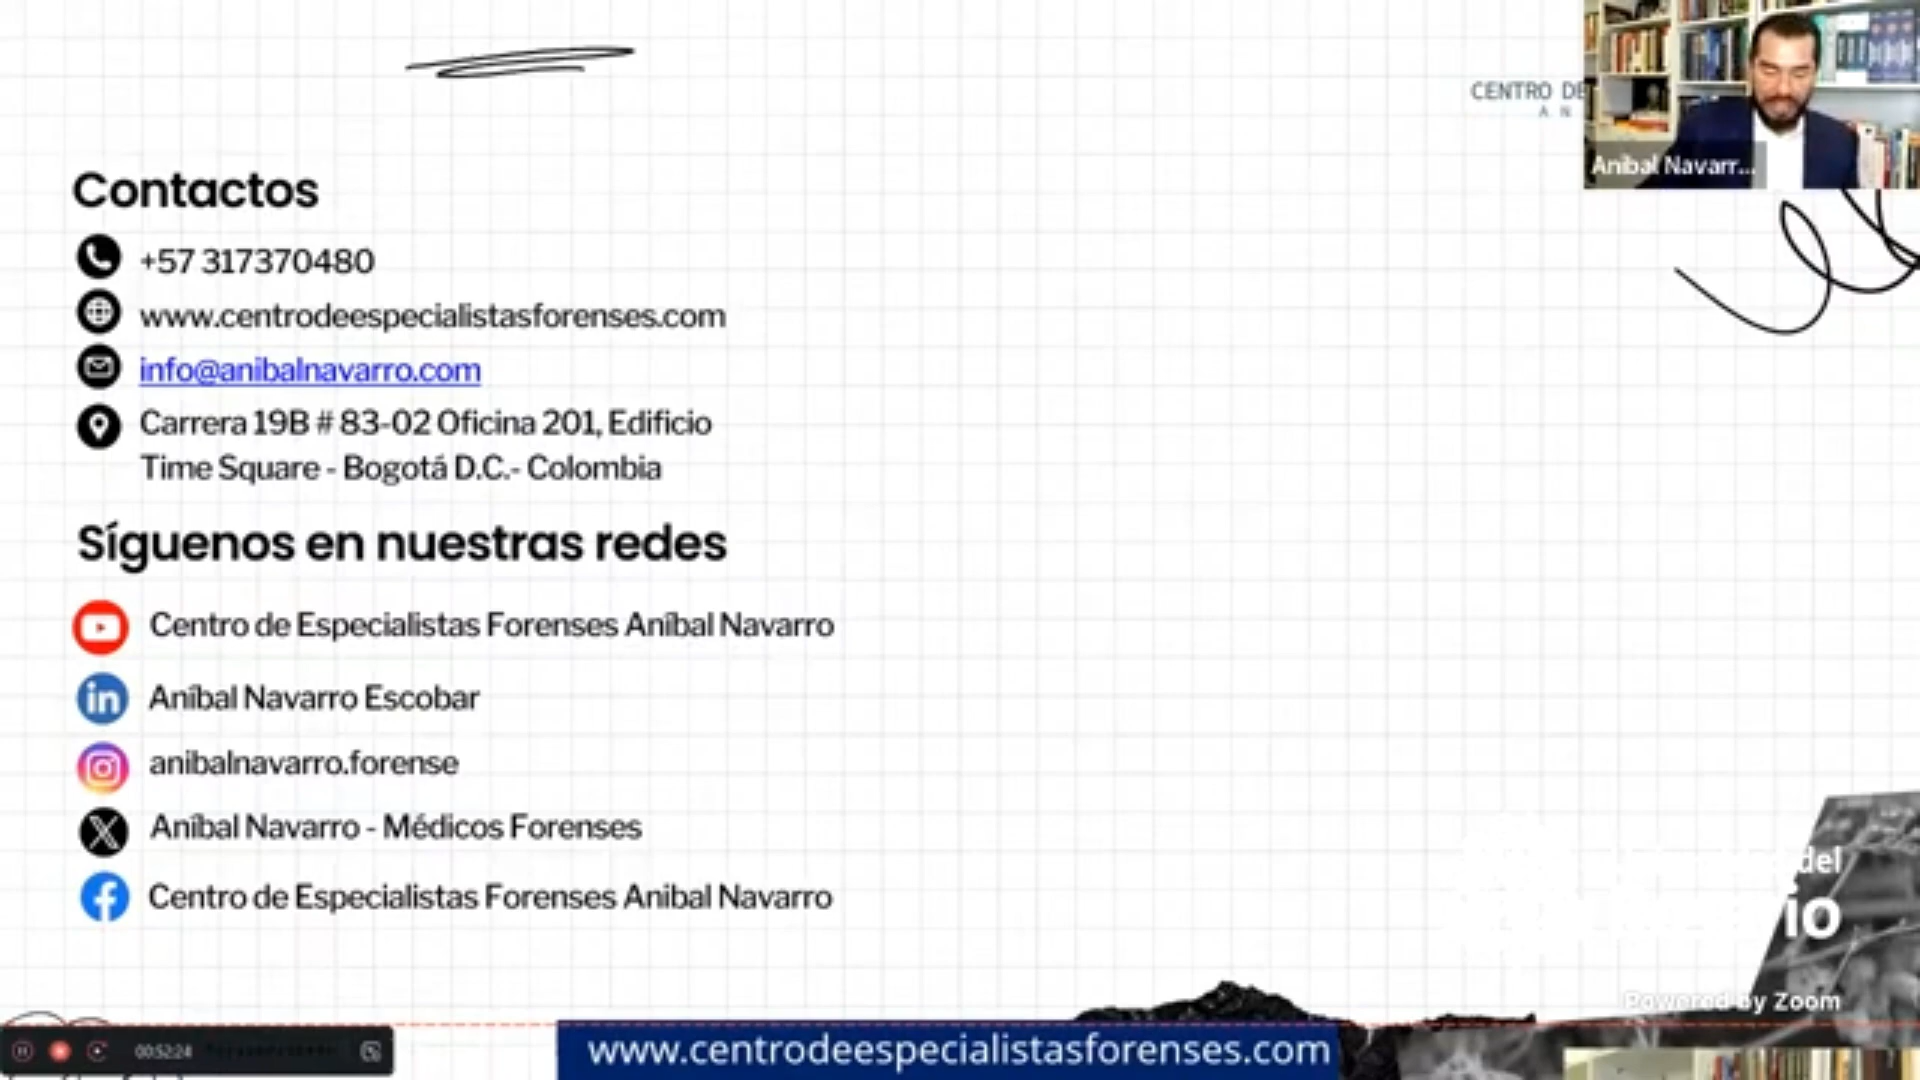 CENTRO DE
A N
Anibal Navarr...
Contactos
+57 317370480
www.centrodeespecialistasforenses.com
info@anibalnavarro.com
Carrera 19B # 83-02 Oficina 201, Edificio
Time Square - Bogotá D.C.- Colombia
Síguenos en nuestras redes
Centro de Especialistas Forenses Aníbal Navarro
Aníbal Navarro Escobar
anibalnavarro.forense
Aníbal Navarro - Médicos Forenses
Centro de Especialistas Forenses Anibal Navarro
del
io
Powered by Zoom
00:52:24
www.centrodeespecialistasforenses.com